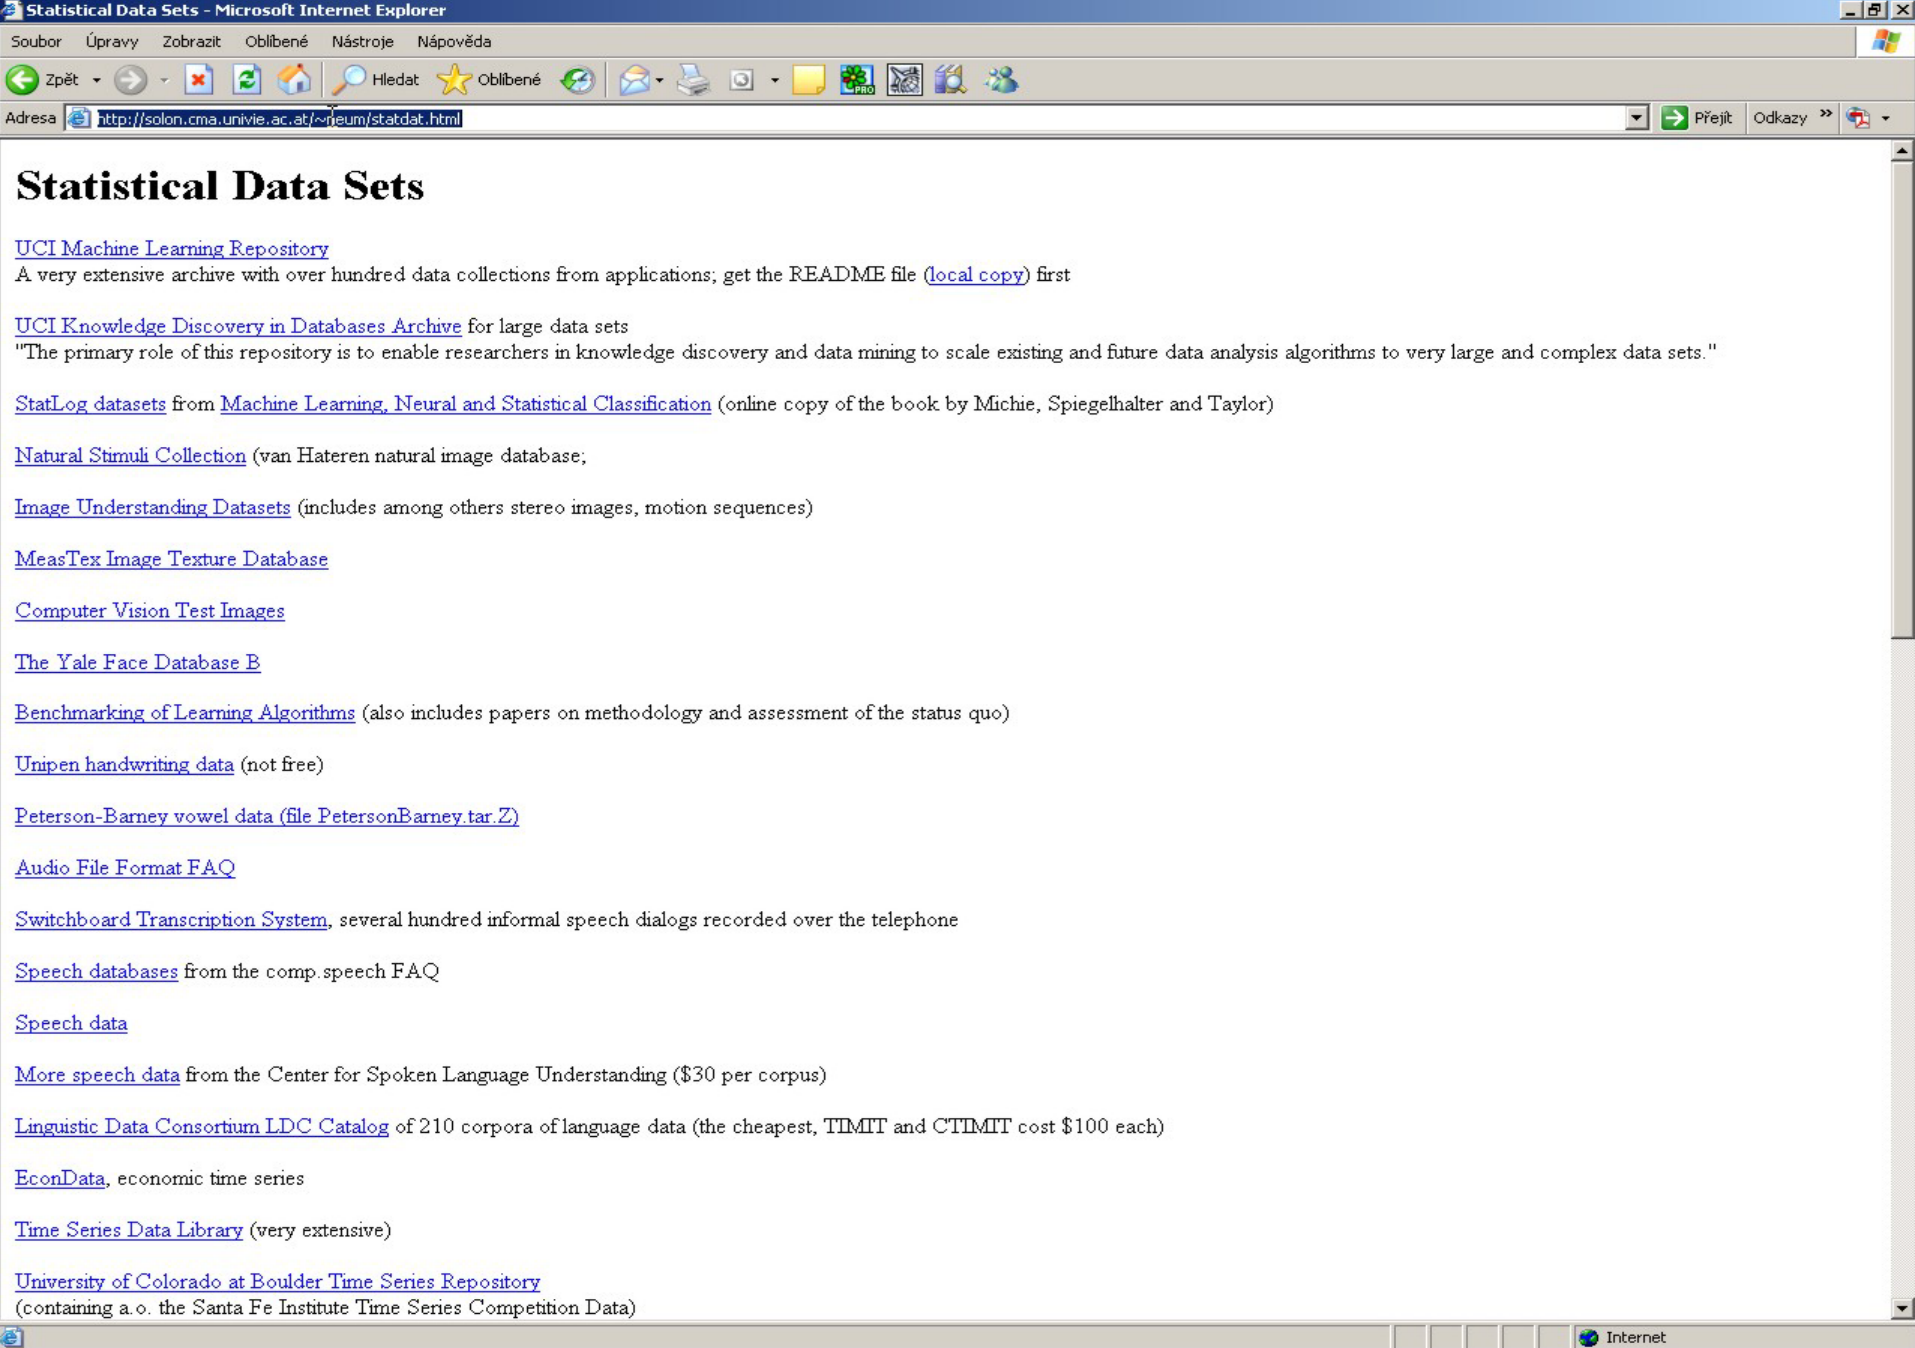 Statistical Data Sets - Microsoft Internet Explorer
Soubor Úpravy Zobrazit Oblíbené Nástroje Nápověda
Zpět Hledat Oblíbené PRO
Adresa http://solon.cma.univie.ac.at/~neum/statdat.html Přejít Odkazy »
Statistical Data Sets
UCI Machine Learning Repository
A very extensive archive with over hundred data collections from applications; get the README file (local copy) first
UCI Knowledge Discovery in Databases Archive for large data sets
"The primary role of this repository is to enable researchers in knowledge discovery and data mining to scale existing and future data analysis algorithms to very large and complex data sets."
StatLog datasets from Machine Learning, Neural and Statistical Classification (online copy of the book by Michie, Spiegelhalter and Taylor)
Natural Stimuli Collection (van Hateren natural image database;
Image Understanding Datasets (includes among others stereo images, motion sequences)
MeasTex Image Texture Database
Computer Vision Test Images
The Yale Face Database B
Benchmarking of Learning Algorithms (also includes papers on methodology and assessment of the status quo)
Unipen handwriting data (not free)
Peterson-Barney vowel data (file PetersonBarney.tar.Z)
Audio File Format FAQ
Switchboard Transcription System, several hundred informal speech dialogs recorded over the telephone
Speech databases from the comp.speech FAQ
Speech data
More speech data from the Center for Spoken Language Understanding ($30 per corpus)
Linguistic Data Consortium LDC Catalog of 210 corpora of language data (the cheapest, TIMIT and CTIMIT cost $100 each)
EconData, economic time series
Time Series Data Library (very extensive)
University of Colorado at Boulder Time Series Repository
(containing a.o. the Santa Fe Institute Time Series Competition Data)
Internet